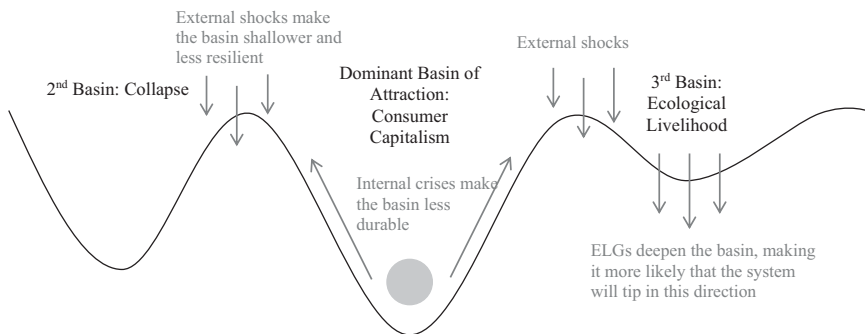 External shocks make
the basin shallower and
less resilient
2nd Basin: Collapse
Dominant Basin of
Attraction:
Consumer
Capitalism
External shocks
3rd Basin:
Ecological
Livelihood
Internal crises make
the basin less
durable
ELGs deepen the basin, making
it more likely that the system
will tip in this direction